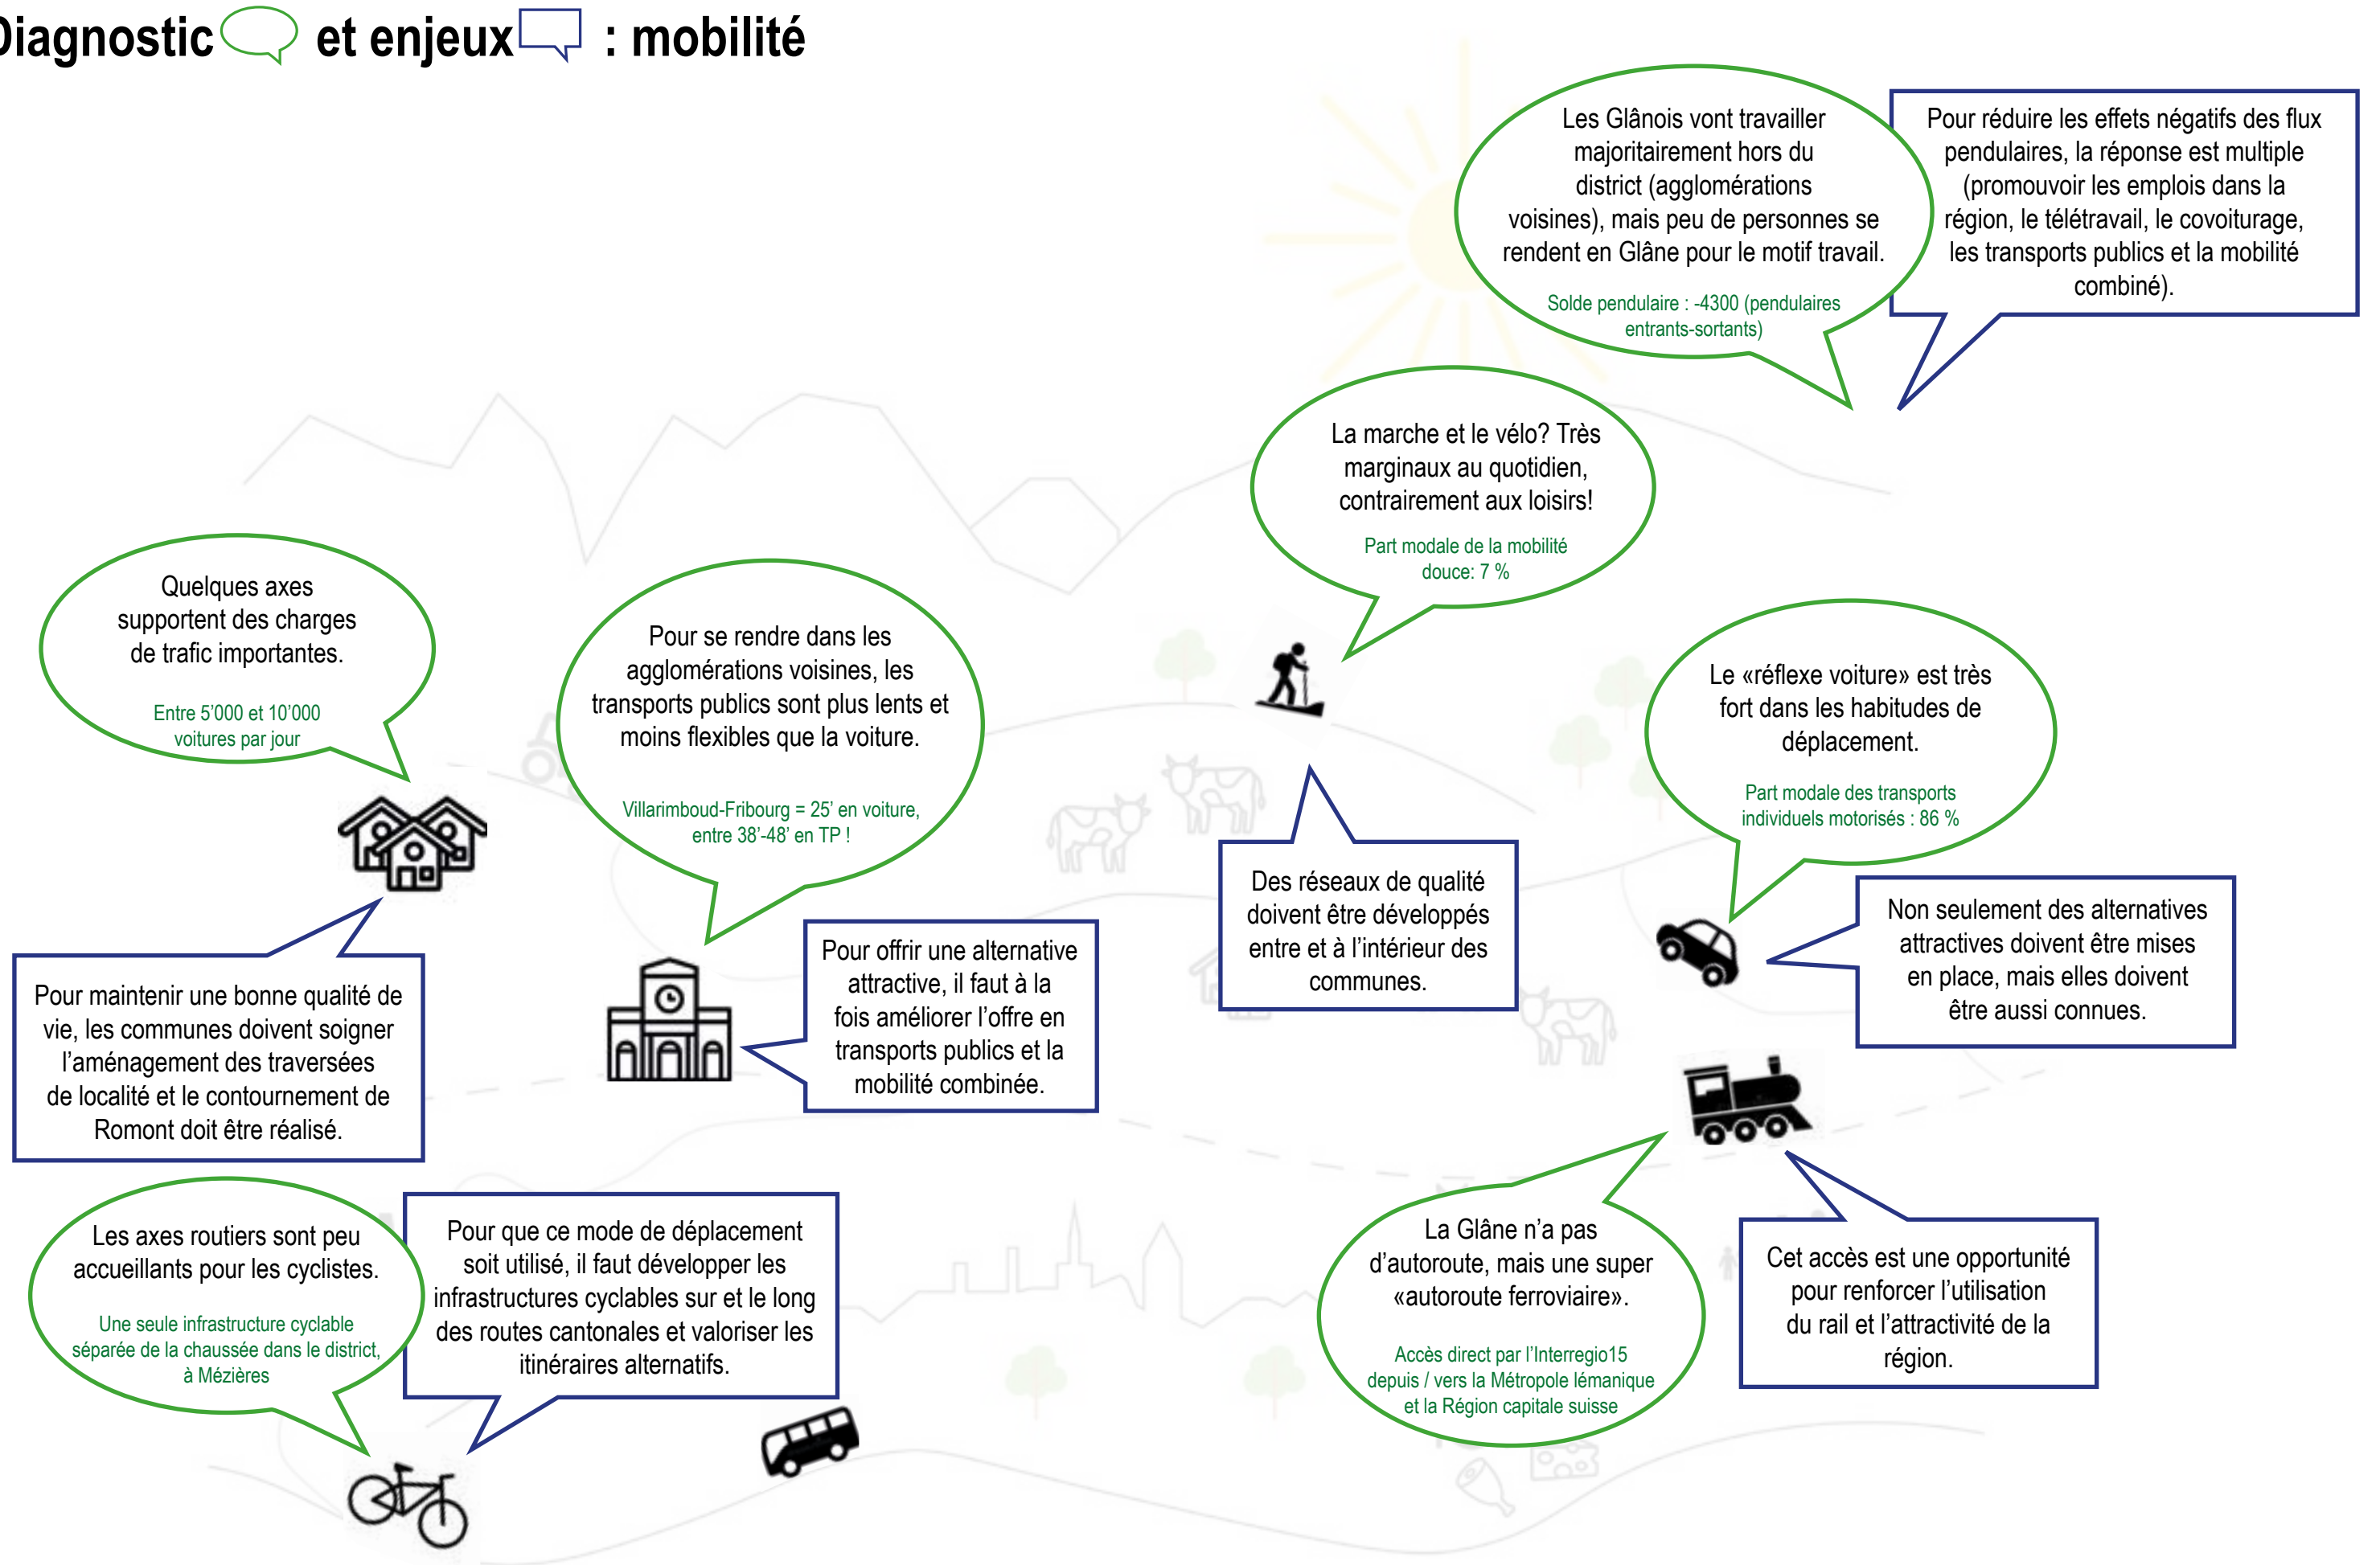 Diagnostic et enjeux : mobilité
Les Glânois vont travailler
majoritairement hors du
district (agglomérations
voisines), mais peu de personnes se
rendent en Glâne pour le motif travail.
Solde pendulaire : -4300 (pendulaires
entrants-sortants)
Pour réduire les effets négatifs des flux
pendulaires, la réponse est multiple
(promouvoir les emplois dans la
région, le télétravail, le covoiturage,
les transports publics et la mobilité
combiné).
La marche et le vélo? Très
marginaux au quotidien,
contrairement aux loisirs!
Part modale de la mobilité
douce: 7 %
Quelques axes
supportent des charges
de trafic importantes.
Entre 5’000 et 10’000
voitures par jour
Pour se rendre dans les
agglomérations voisines, les
transports publics sont plus lents et
moins flexibles que la voiture.
Villarimboud-Fribourg = 25’ en voiture,
entre 38’-48’ en TP !
Le «réflexe voiture» est très
fort dans les habitudes de
déplacement.
Part modale des transports
individuels motorisés : 86 %
Des réseaux de qualité
doivent être développés
entre et à l’intérieur des
communes.
Non seulement des alternatives
attractives doivent être mises
en place, mais elles doivent
être aussi connues.
Pour offrir une alternative
attractive, il faut à la
fois améliorer l’offre en
transports publics et la
mobilité combinée.
Pour maintenir une bonne qualité de
vie, les communes doivent soigner
l’aménagement des traversées
de localité et le contournement de
Romont doit être réalisé.
Les axes routiers sont peu
accueillants pour les cyclistes.
Une seule infrastructure cyclable
séparée de la chaussée dans le district,
à Mézières
Pour que ce mode de déplacement
soit utilisé, il faut développer les
infrastructures cyclables sur et le long
des routes cantonales et valoriser les
itinéraires alternatifs.
La Glâne n’a pas
d’autoroute, mais une super
«autoroute ferroviaire».
Accès direct par l’Interregio15
depuis / vers la Métropole lémanique
et la Région capitale suisse
Cet accès est une opportunité
pour renforcer l’utilisation
du rail et l’attractivité de la
région.